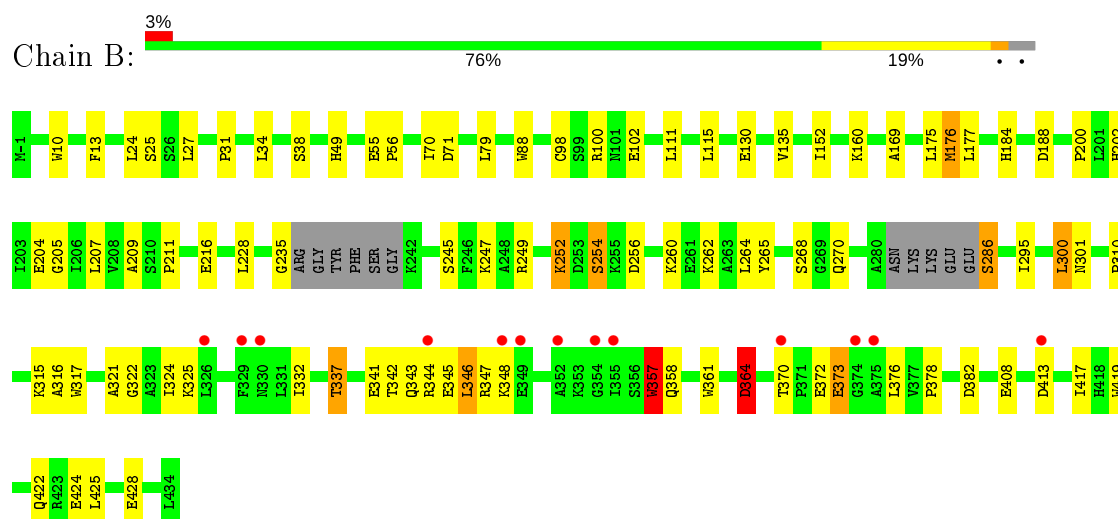 3%
Chain B:
76%
19%
M-1 W10 F13 L24 S25 S26 L27 P31 L34 S38 H49 E55 P56 I70 D71 L79 W88 C98 S99 R100 N101 E102 L111 L115 E130 V135 I152 K160 A169 L175 M176 L177 H184 D188 P200 L201
I203 E204 G205 I206 L207 V208 A209 S210 P211 E216 L228 G235 ARG GLY TYR PHE SER GLY K242 S245 F246 K247 A248 R249 K252 D253 S254 K255 D256 K260 E261 K262 A263 L264 Y265 S268 G269 Q270 A280 ASN LYS LYS GLU GLU S286 I295 L300 N301
K315 A316 W317 A321 G322 A323 I324 K325 L326 F329 N330 L331 I332 T337 E341 T342 Q343 R344 E345 L346 R347 K348 E349 A352 K353 G354 I355 S356 W357 Q358 W361 D364 T370 P371 E372 E373 G374 A375 L376 V377 P378 D382 E408 D413 I417 H418
Q422 R423 E424 L425 E428 L434